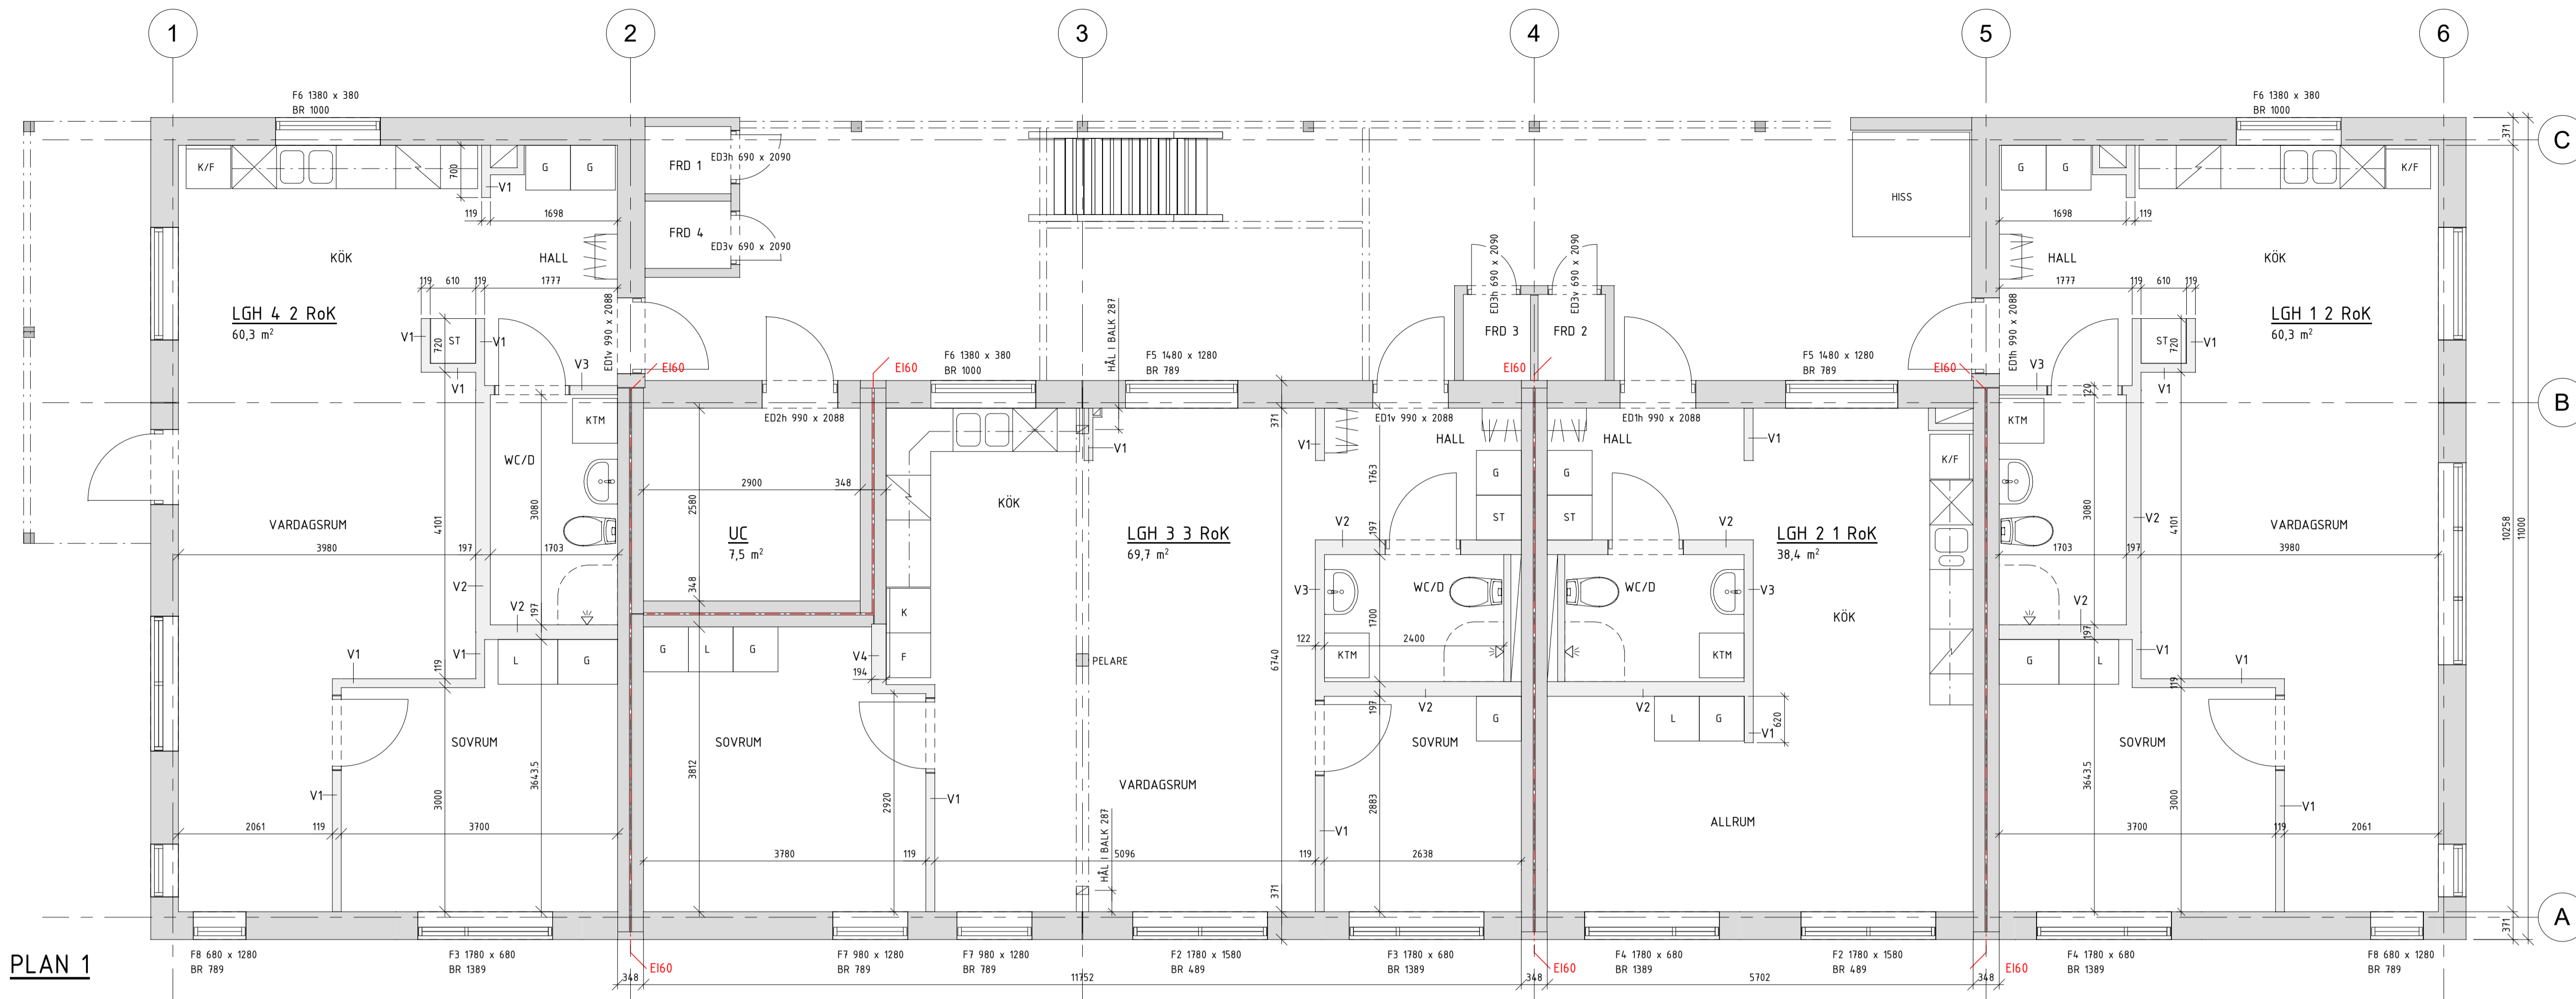 1
2
3
4
5
6
F6 1380 x 380
BR 1000
F6 1380 x 380
BR 1000
C
371
K/F
700
V1
G
G
FRD 1
ED3h 690 x 2090
119
1698
FRD 4
ED3v 690 x 2090
HISS
G
G
K/F
1698
119
KÖK
HALL
HALL
KÖK
ED3h 690 x 2090
ED3v 690 x 2090
119
610
119
1777
1777
119
610
119
LGH 4 2 RoK
60,3 m²
ED1v 990 x 2088
HÅL I BALK 287
FRD 3
FRD 2
ED1h 990 x 2088
LGH 1 2 RoK
60,3 m²
V1
720
ST
V1
V1
V3
EI60
EI60
F6 1380 x 380
BR 1000
F5 1480 x 1280
BR 789
EI60
F5 1480 x 1280
BR 789
EI60
V3
120
ST
720
V1
V1
B
KTM
ED2h 990 x 2088
371
ED1v 990 x 2088
ED1h 990 x 2088
KTM
WC/D
V1
V1
HALL
HALL
V1
K/F
2900
348
2580
KÖK
1763
G
G
ST
ST
4101
3080
VARDAGSRUM
3980
197
1703
UC
7,5 m²
LGH 3 3 RoK
69,7 m²
V2
197
V2
LGH 2 1 RoK
38,4 m²
3080
4101
VARDAGSRUM
1703
197
3980
V2
10258
11000
V2
V2
197
348
K
F
V3
WC/D
WC/D
V3
KÖK
1700
122
2400
KTM
KTM
V2
197
V1
V1
119
L
G
G
L
G
V4
194
PELARE
6740
G
L
V1
V1
119
V2
197
V2
G
L
G
V1
620
SOVRUM
SOVRUM
SOVRUM
SOVRUM
V1
3000
3643.5
3812
2920
V1
VARDAGSRUM
2883
V1
ALLRUM
3643.5
3000
V1
2061
119
3700
3780
119
5096
119
2638
3700
119
2061
HÅL I BALK 287
371
371
A
PLAN 1
F8 680 x 1280
BR 789
F3 1780 x 680
BR 1389
EI60
F7 980 x 1280
BR 789
F7 980 x 1280
BR 789
F2 1780 x 1580
BR 489
F3 1780 x 680
BR 1389
EI60
F4 1780 x 680
BR 1389
F2 1780 x 1580
BR 489
EI60
F4 1780 x 680
BR 1389
F8 680 x 1280
BR 789
348
11752
348
5702
348